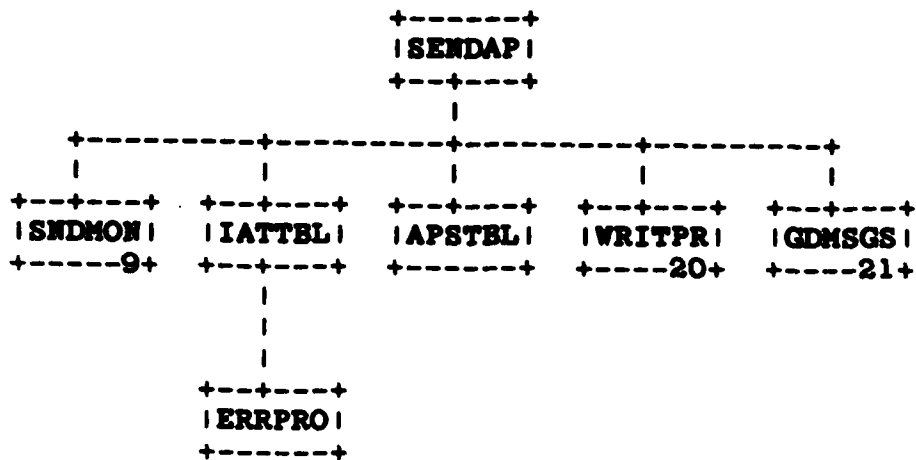 SENDAP
SNDMON IATTBL APSTBL WRITPR GDMSGS
9 20 21
ERRPRO